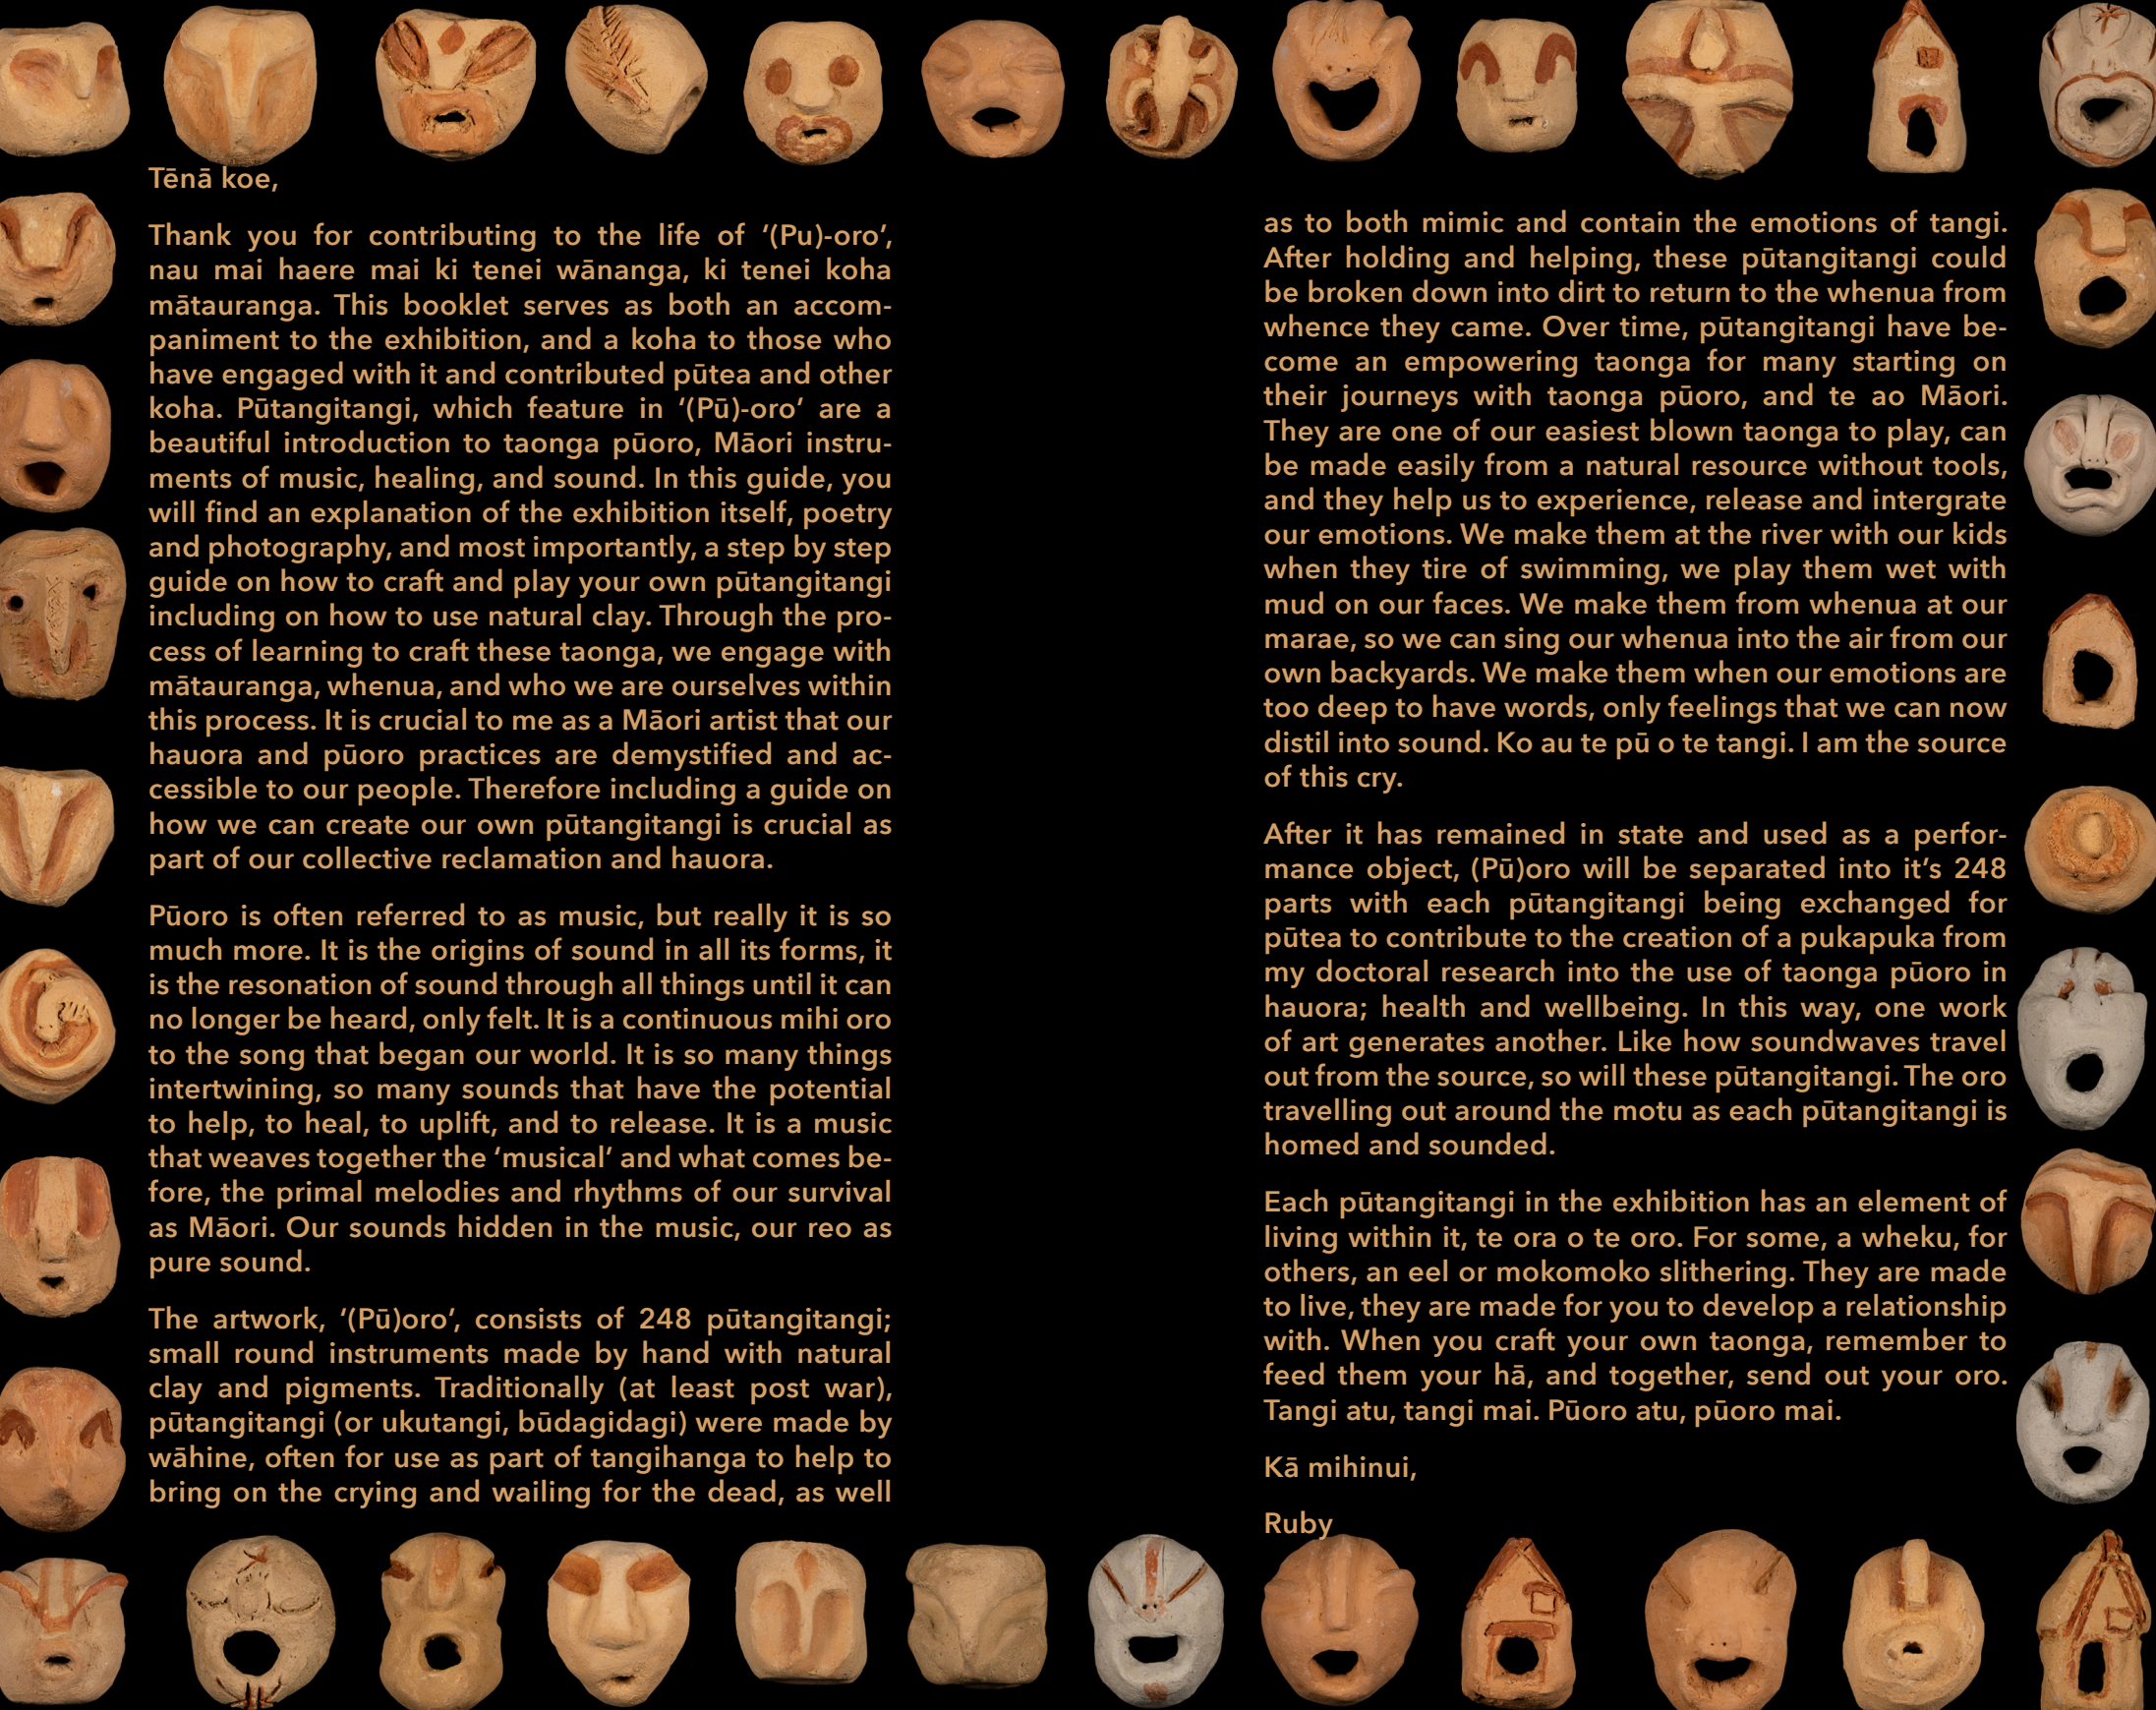 Tēnā koe,
Thank you for contributing to the life of ‘(Pu)-oro’,
nau mai haere mai ki tenei wānanga, ki tenei koha
mātauranga. This booklet serves as both an accom-
paniment to the exhibition, and a koha to those who
have engaged with it and contributed pūtea and other
koha. Pūtangitangi, which feature in ‘(Pū)-oro’ are a
beautiful introduction to taonga pūoro, Māori instru-
ments of music, healing, and sound. In this guide, you
will find an explanation of the exhibition itself, poetry
and photography, and most importantly, a step by step
guide on how to craft and play your own pūtangitangi
including on how to use natural clay. Through the pro-
cess of learning to craft these taonga, we engage with
mātauranga, whenua, and who we are ourselves within
this process. It is crucial to me as a Māori artist that our
hauora and pūoro practices are demystified and ac-
cessible to our people. Therefore including a guide on
how we can create our own pūtangitangi is crucial as
part of our collective reclamation and hauora.
Pūoro is often referred to as music, but really it is so
much more. It is the origins of sound in all its forms, it
is the resonation of sound through all things until it can
no longer be heard, only felt. It is a continuous mihi oro
to the song that began our world. It is so many things
intertwining, so many sounds that have the potential
to help, to heal, to uplift, and to release. It is a music
that weaves together the ‘musical’ and what comes be-
fore, the primal melodies and rhythms of our survival
as Māori. Our sounds hidden in the music, our reo as
pure sound.
The artwork, ‘(Pū)oro’, consists of 248 pūtangitangi;
small round instruments made by hand with natural
clay and pigments. Traditionally (at least post war),
pūtangitangi (or ukutangi, būdagidagi) were made by
wāhine, often for use as part of tangihanga to help to
bring on the crying and wailing for the dead, as well
as to both mimic and contain the emotions of tangi.
After holding and helping, these pūtangitangi could
be broken down into dirt to return to the whenua from
whence they came. Over time, pūtangitangi have be-
come an empowering taonga for many starting on
their journeys with taonga pūoro, and te ao Māori.
They are one of our easiest blown taonga to play, can
be made easily from a natural resource without tools,
and they help us to experience, release and intergrate
our emotions. We make them at the river with our kids
when they tire of swimming, we play them wet with
mud on our faces. We make them from whenua at our
marae, so we can sing our whenua into the air from our
own backyards. We make them when our emotions are
too deep to have words, only feelings that we can now
distil into sound. Ko au te pū o te tangi. I am the source
of this cry.
After it has remained in state and used as a perfor-
mance object, (Pū)oro will be separated into it’s 248
parts with each pūtangitangi being exchanged for
pūtea to contribute to the creation of a pukapuka from
my doctoral research into the use of taonga pūoro in
hauora; health and wellbeing. In this way, one work
of art generates another. Like how soundwaves travel
out from the source, so will these pūtangitangi. The oro
travelling out around the motu as each pūtangitangi is
homed and sounded.
Each pūtangitangi in the exhibition has an element of
living within it, te ora o te oro. For some, a wheku, for
others, an eel or mokomoko slithering. They are made
to live, they are made for you to develop a relationship
with. When you craft your own taonga, remember to
feed them your hā, and together, send out your oro.
Tangi atu, tangi mai. Pūoro atu, pūoro mai.
Kā mihinui,
Ruby